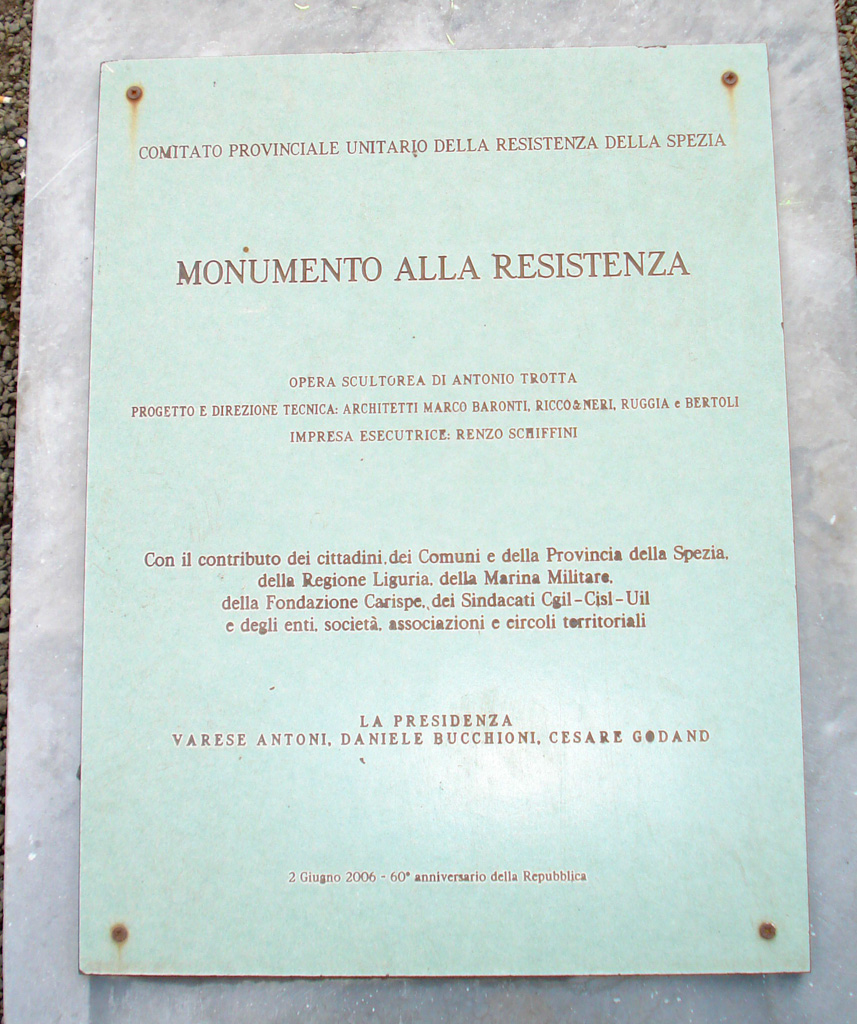 COMITATO PROVINCIALE UNITARIO DELLA RESISTENZA DELLA SPEZIA
MONUMENTO ALLA RESISTENZA
OPERA SCULTOREA DI ANTONIO TROTTA
PROGETTO E DIREZIONE TECNICA: ARCHITETTI MARCO BARONTI, RICCO&NERI, RUGGIA e BERTOLI
IMPRESA ESECUTRICE: RENZO SCHIFFINI
Con il contributo dei cittadini, dei Comuni e della Provincia della Spezia,
della Regione Liguria, della Marina Militare,
della Fondazione Carispe, dei Sindacati Cgil-Cisl-Uil
e degli enti, società, associazioni e circoli territoriali
LA PRESIDENZA
VARESE ANTONI, DANIELE BUCCHIONI, CESARE GODANO
2 Giugno 2006 - 60° anniversario della Repubblica